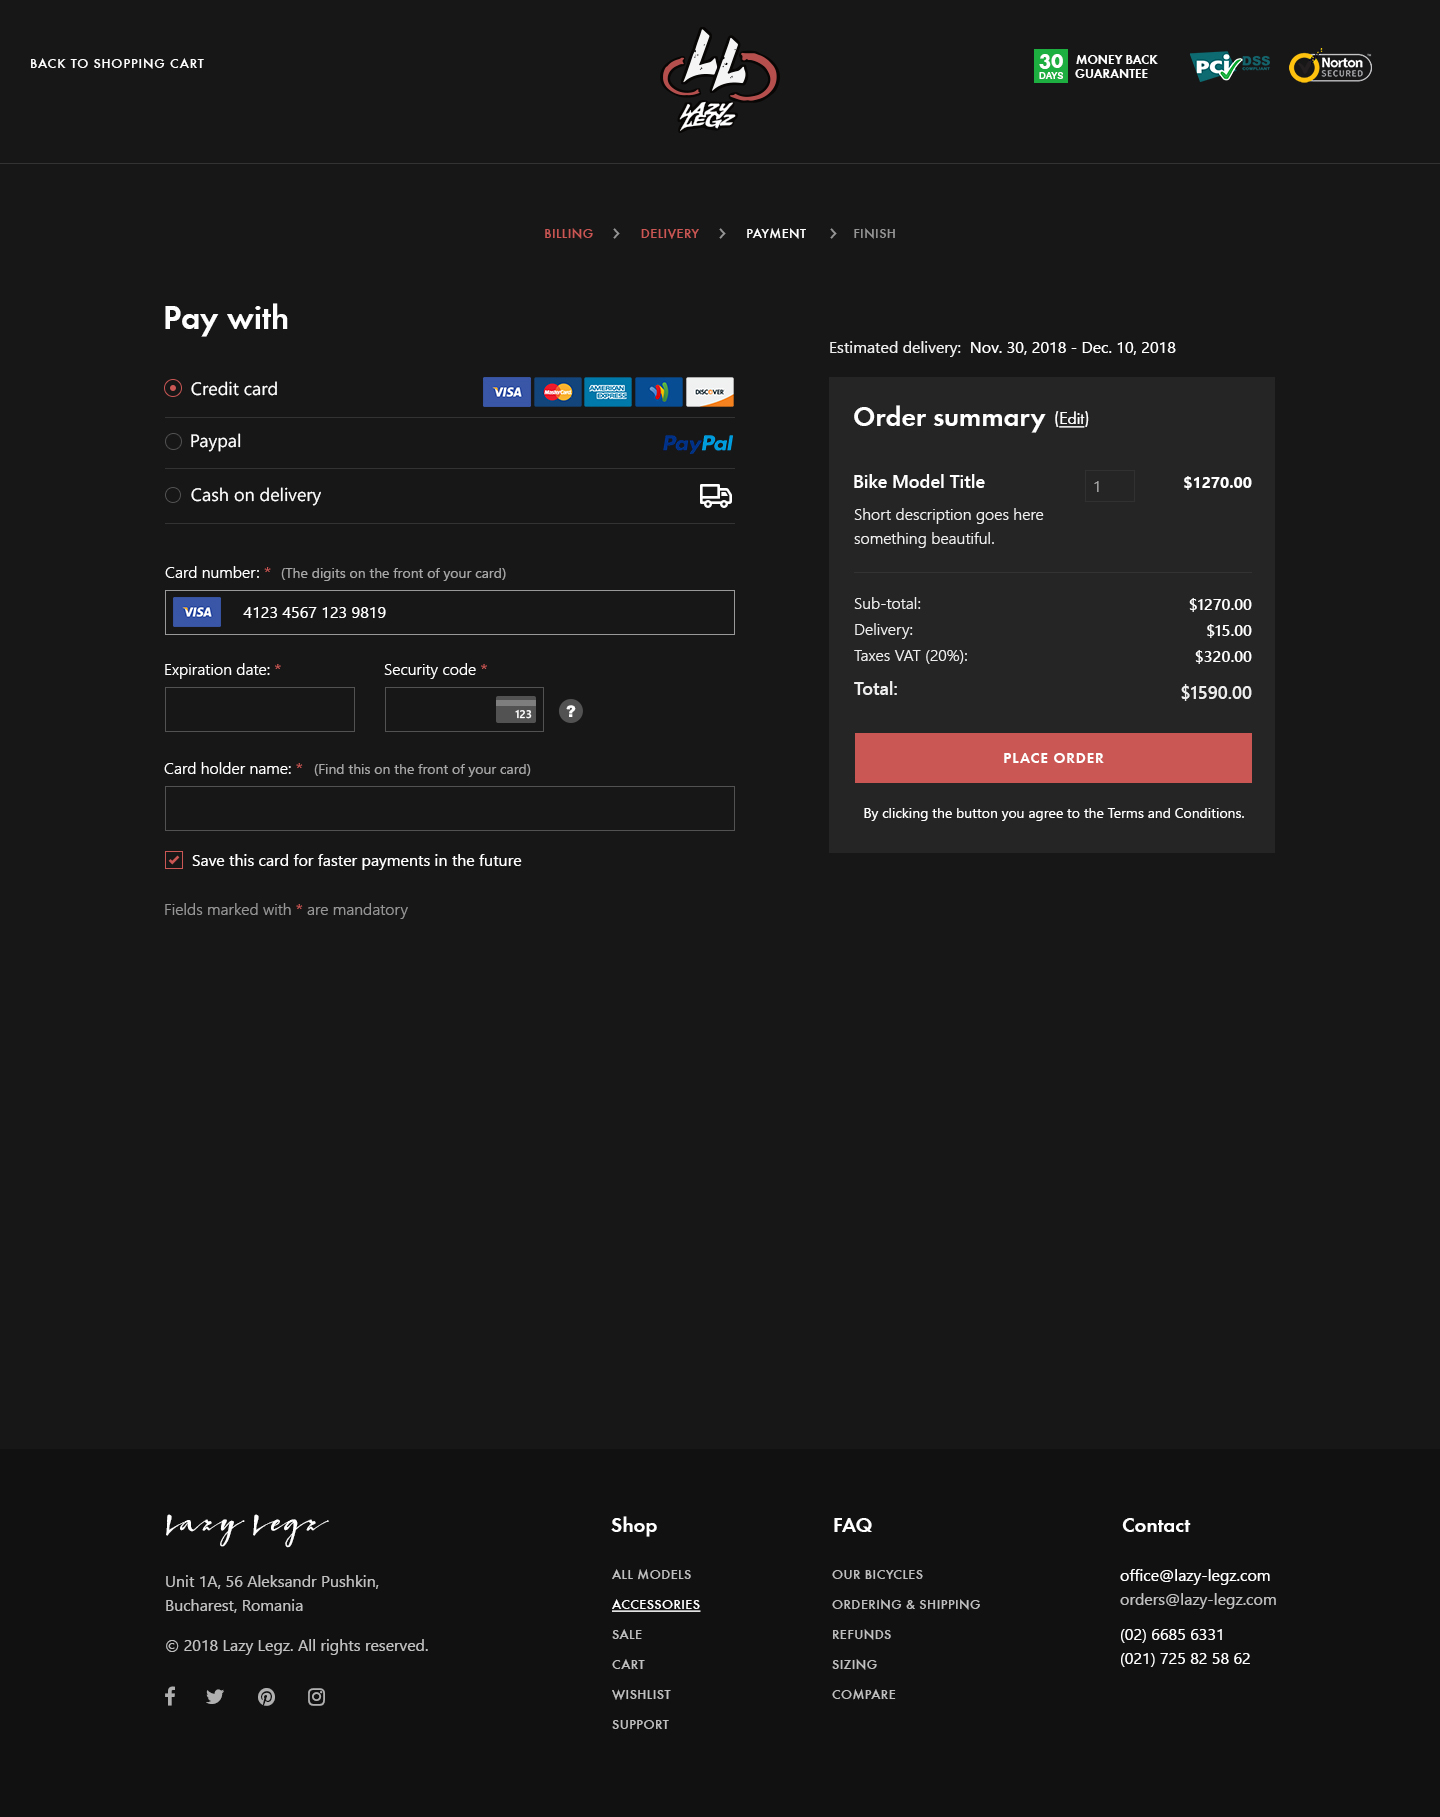 BACK TO SHOPPING CART
LL
LAZY
LEGZ
30
DAYS
MONEY BACK
GUARANTEE
PCI DSS
COMPLIANT
Norton
SECURED
BILLING > DELIVERY > PAYMENT > FINISH
Pay with
Credit card
VISA MasterCard AMERICAN EXPRESS DISCOVER
Paypal
PayPal
Cash on delivery
Card number: * (The digits on the front of your card)
VISA 4123 4567 123 9819
Expiration date: * Security code *
123 ?
Card holder name: * (Find this on the front of your card)
Save this card for faster payments in the future
Fields marked with * are mandatory
Estimated delivery: Nov. 30, 2018 - Dec. 10, 2018
Order summary (Edit)
Bike Model Title 1 $1270.00
Short description goes here
something beautiful.
Sub-total: $1270.00
Delivery: $15.00
Taxes VAT (20%): $320.00
Total: $1590.00
PLACE ORDER
By clicking the button you agree to the Terms and Conditions.
Lazy Legz
Unit 1A, 56 Aleksandr Pushkin,
Bucharest, Romania
© 2018 Lazy Legz. All rights reserved.
Shop
ALL MODELS
ACCESSORIES
SALE
CART
WISHLIST
SUPPORT
FAQ
OUR BICYCLES
ORDERING & SHIPPING
REFUNDS
SIZING
COMPARE
Contact
office@lazy-legz.com
orders@lazy-legz.com
(02) 6685 6331
(021) 725 82 58 62